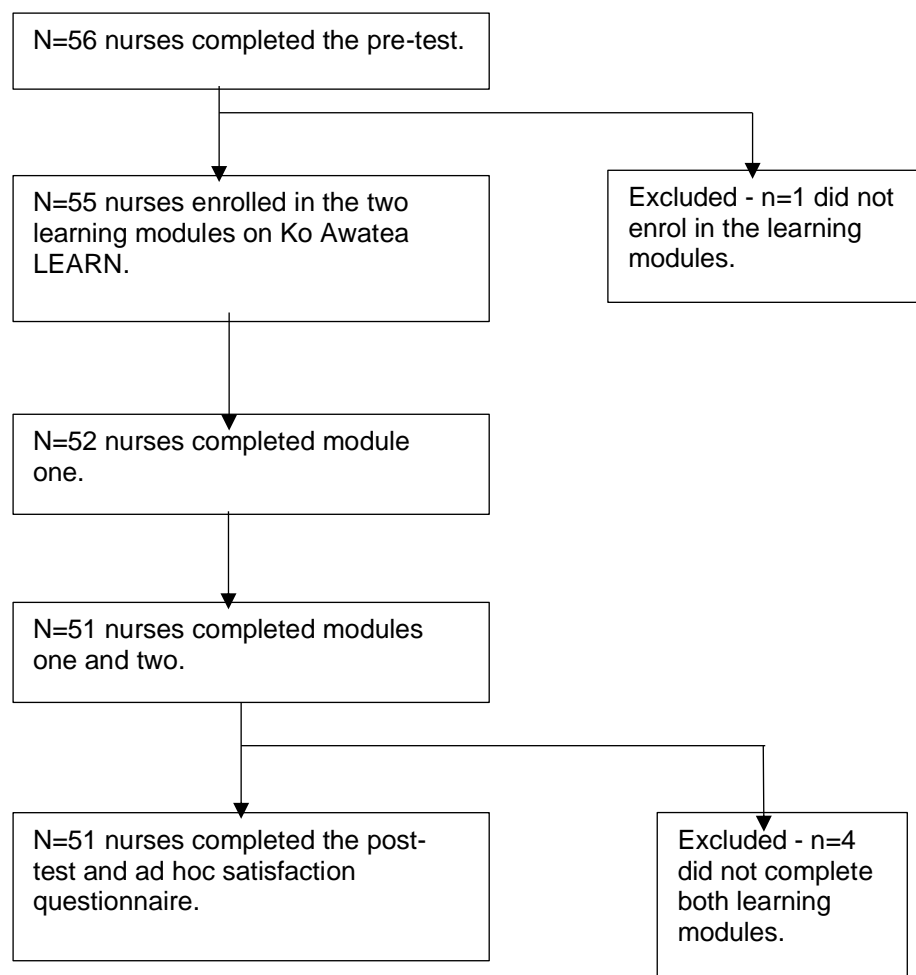 N=56 nurses completed the pre-test.
N=55 nurses enrolled in the two
learning modules on Ko Awatea
LEARN.
Excluded - n=1 did not
enrol in the learning
modules.
N=52 nurses completed module
one.
N=51 nurses completed modules
one and two.
N=51 nurses completed the post-
test and ad hoc satisfaction
questionnaire.
Excluded - n=4
did not complete
both learning
modules.